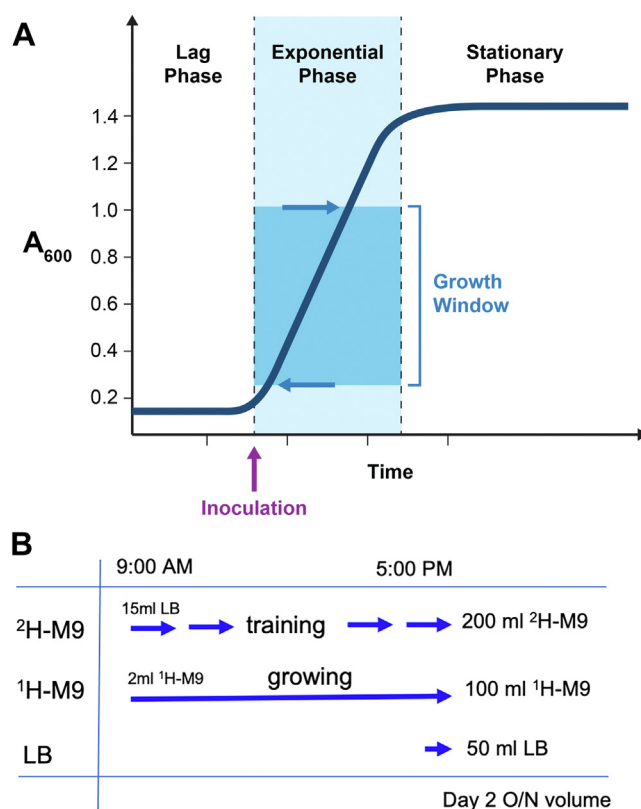 A
Lag
Phase
Exponential
Phase
Stationary
Phase
1.4
1.2
1.0
0.8
0.6
0.4
0.2
A600
Growth
Window
Time
Inoculation
B
9:00 AM 5:00 PM
²H-M9 15ml LB training 200 ml ²H-M9
¹H-M9 2ml ¹H-M9 growing 100 ml ¹H-M9
LB 50 ml LB
Day 2 O/N volume